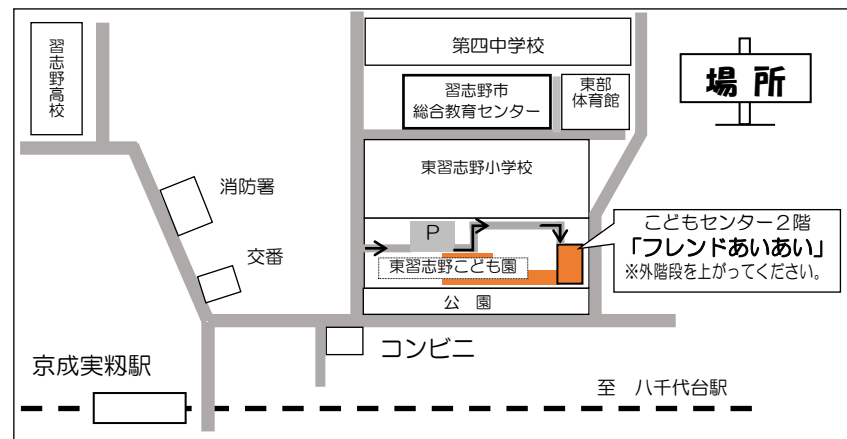 習志野高校
第四中学校
場所
習志野市
総合教育センター
東部
体育館
東習志野小学校
消防署
交番
P
こどもセンター２階
「フレンドあいあい」
※外階段を上がってください。
東習志野こども園
公　園
コンビニ
京成実籾駅
至　八千代台駅